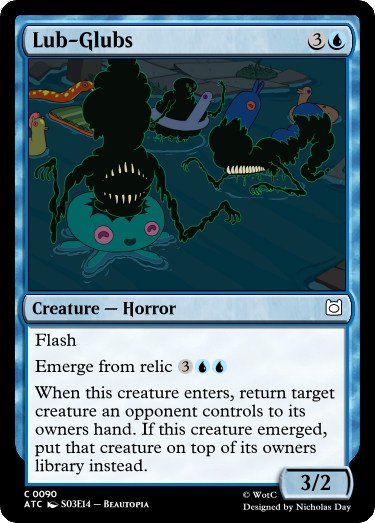 Lub-Glubs 3
Creature — Horror
Flash
Emerge from relic 3
When this creature enters, return target
creature an opponent controls to its
owners hand. If this creature emerged,
put that creature on top of its owners
library instead.
3/2
C 0090
ATC S03E14 — Beautopia
© WotC
Designed by Nicholas Day